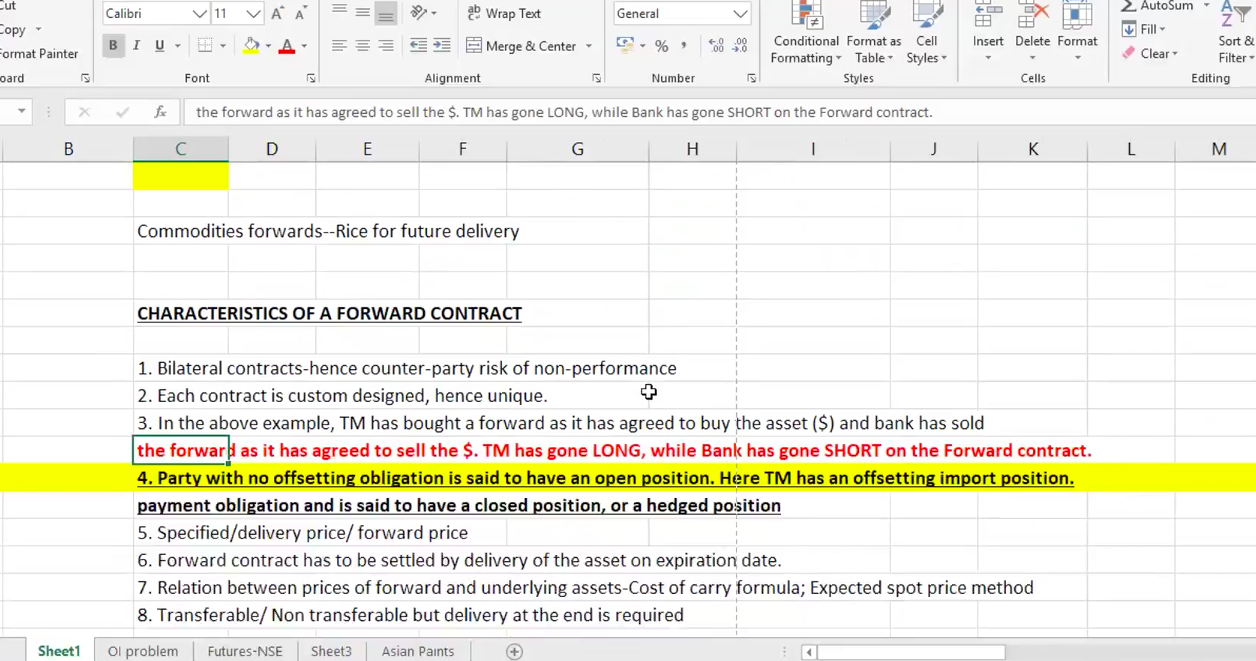 Cut
Calibri 11 A A Wrap Text General AutoSum
Copy Fill
Format Painter B I U A Merge & Center % , Conditional Formatting Format as Table Cell Styles Insert Delete Format Clear Sort & Filter
oard Font Alignment Number Styles Cells Editing
fx the forward as it has agreed to sell the $. TM has gone LONG, while Bank has gone SHORT on the Forward contract.
B C D E F G H I J K L M
Commodities forwards--Rice for future delivery
CHARACTERISTICS OF A FORWARD CONTRACT
1. Bilateral contracts-hence counter-party risk of non-performance
2. Each contract is custom designed, hence unique.
3. In the above example, TM has bought a forward as it has agreed to buy the asset ($) and bank has sold
the forward as it has agreed to sell the $. TM has gone LONG, while Bank has gone SHORT on the Forward contract.
4. Party with no offsetting obligation is said to have an open position. Here TM has an offsetting import position.
payment obligation and is said to have a closed position, or a hedged position
5. Specified/delivery price/ forward price
6. Forward contract has to be settled by delivery of the asset on expiration date.
7. Relation between prices of forward and underlying assets-Cost of carry formula; Expected spot price method
8. Transferable/ Non transferable but delivery at the end is required
Sheet1 OI problem Futures-NSE Sheet3 Asian Paints